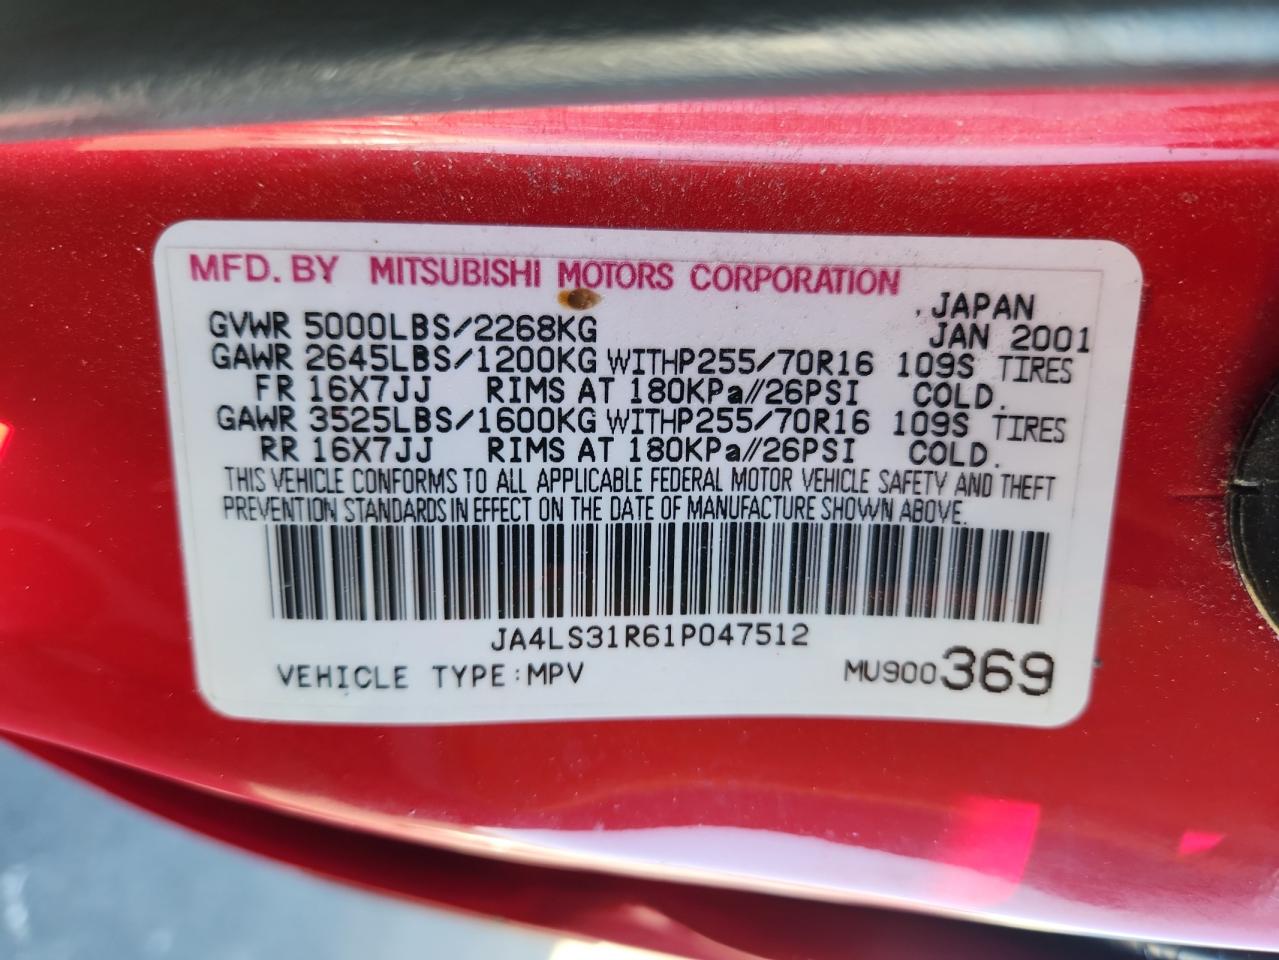 MFD. BY MITSUBISHI MOTORS CORPORATION
JAPAN
GVWR 5000LBS/2268KG JAN 2001
GAWR 2645LBS/1200KG WITHP255/70R16 109S TIRES
FR 16X7JJ RIMS AT 180KPa//26PSI COLD.
GAWR 3525LBS/1600KG WITHP255/70R16 109S TIRES
RR 16X7JJ RIMS AT 180KPa//26PSI COLD.
THIS VEHICLE CONFORMS TO ALL APPLICABLE FEDERAL MOTOR VEHICLE SAFETY AND THEFT
PREVENTION STANDARDS IN EFFECT ON THE DATE OF MANUFACTURE SHOWN ABOVE.
JA4LS31R61P047512
VEHICLE TYPE:MPV MU900369